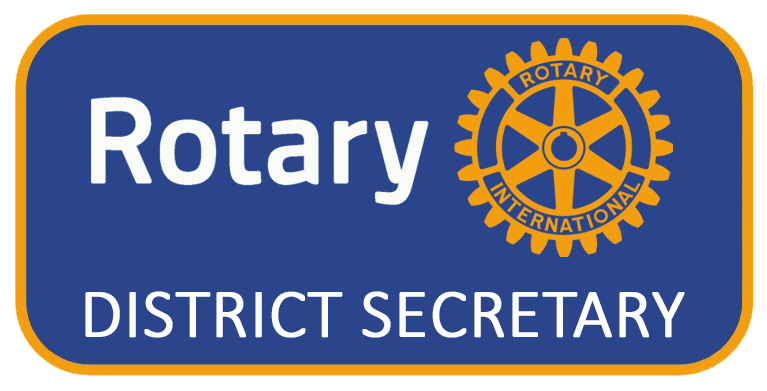 Rotary
ROTARY
INTERNATIONAL
DISTRICT SECRETARY